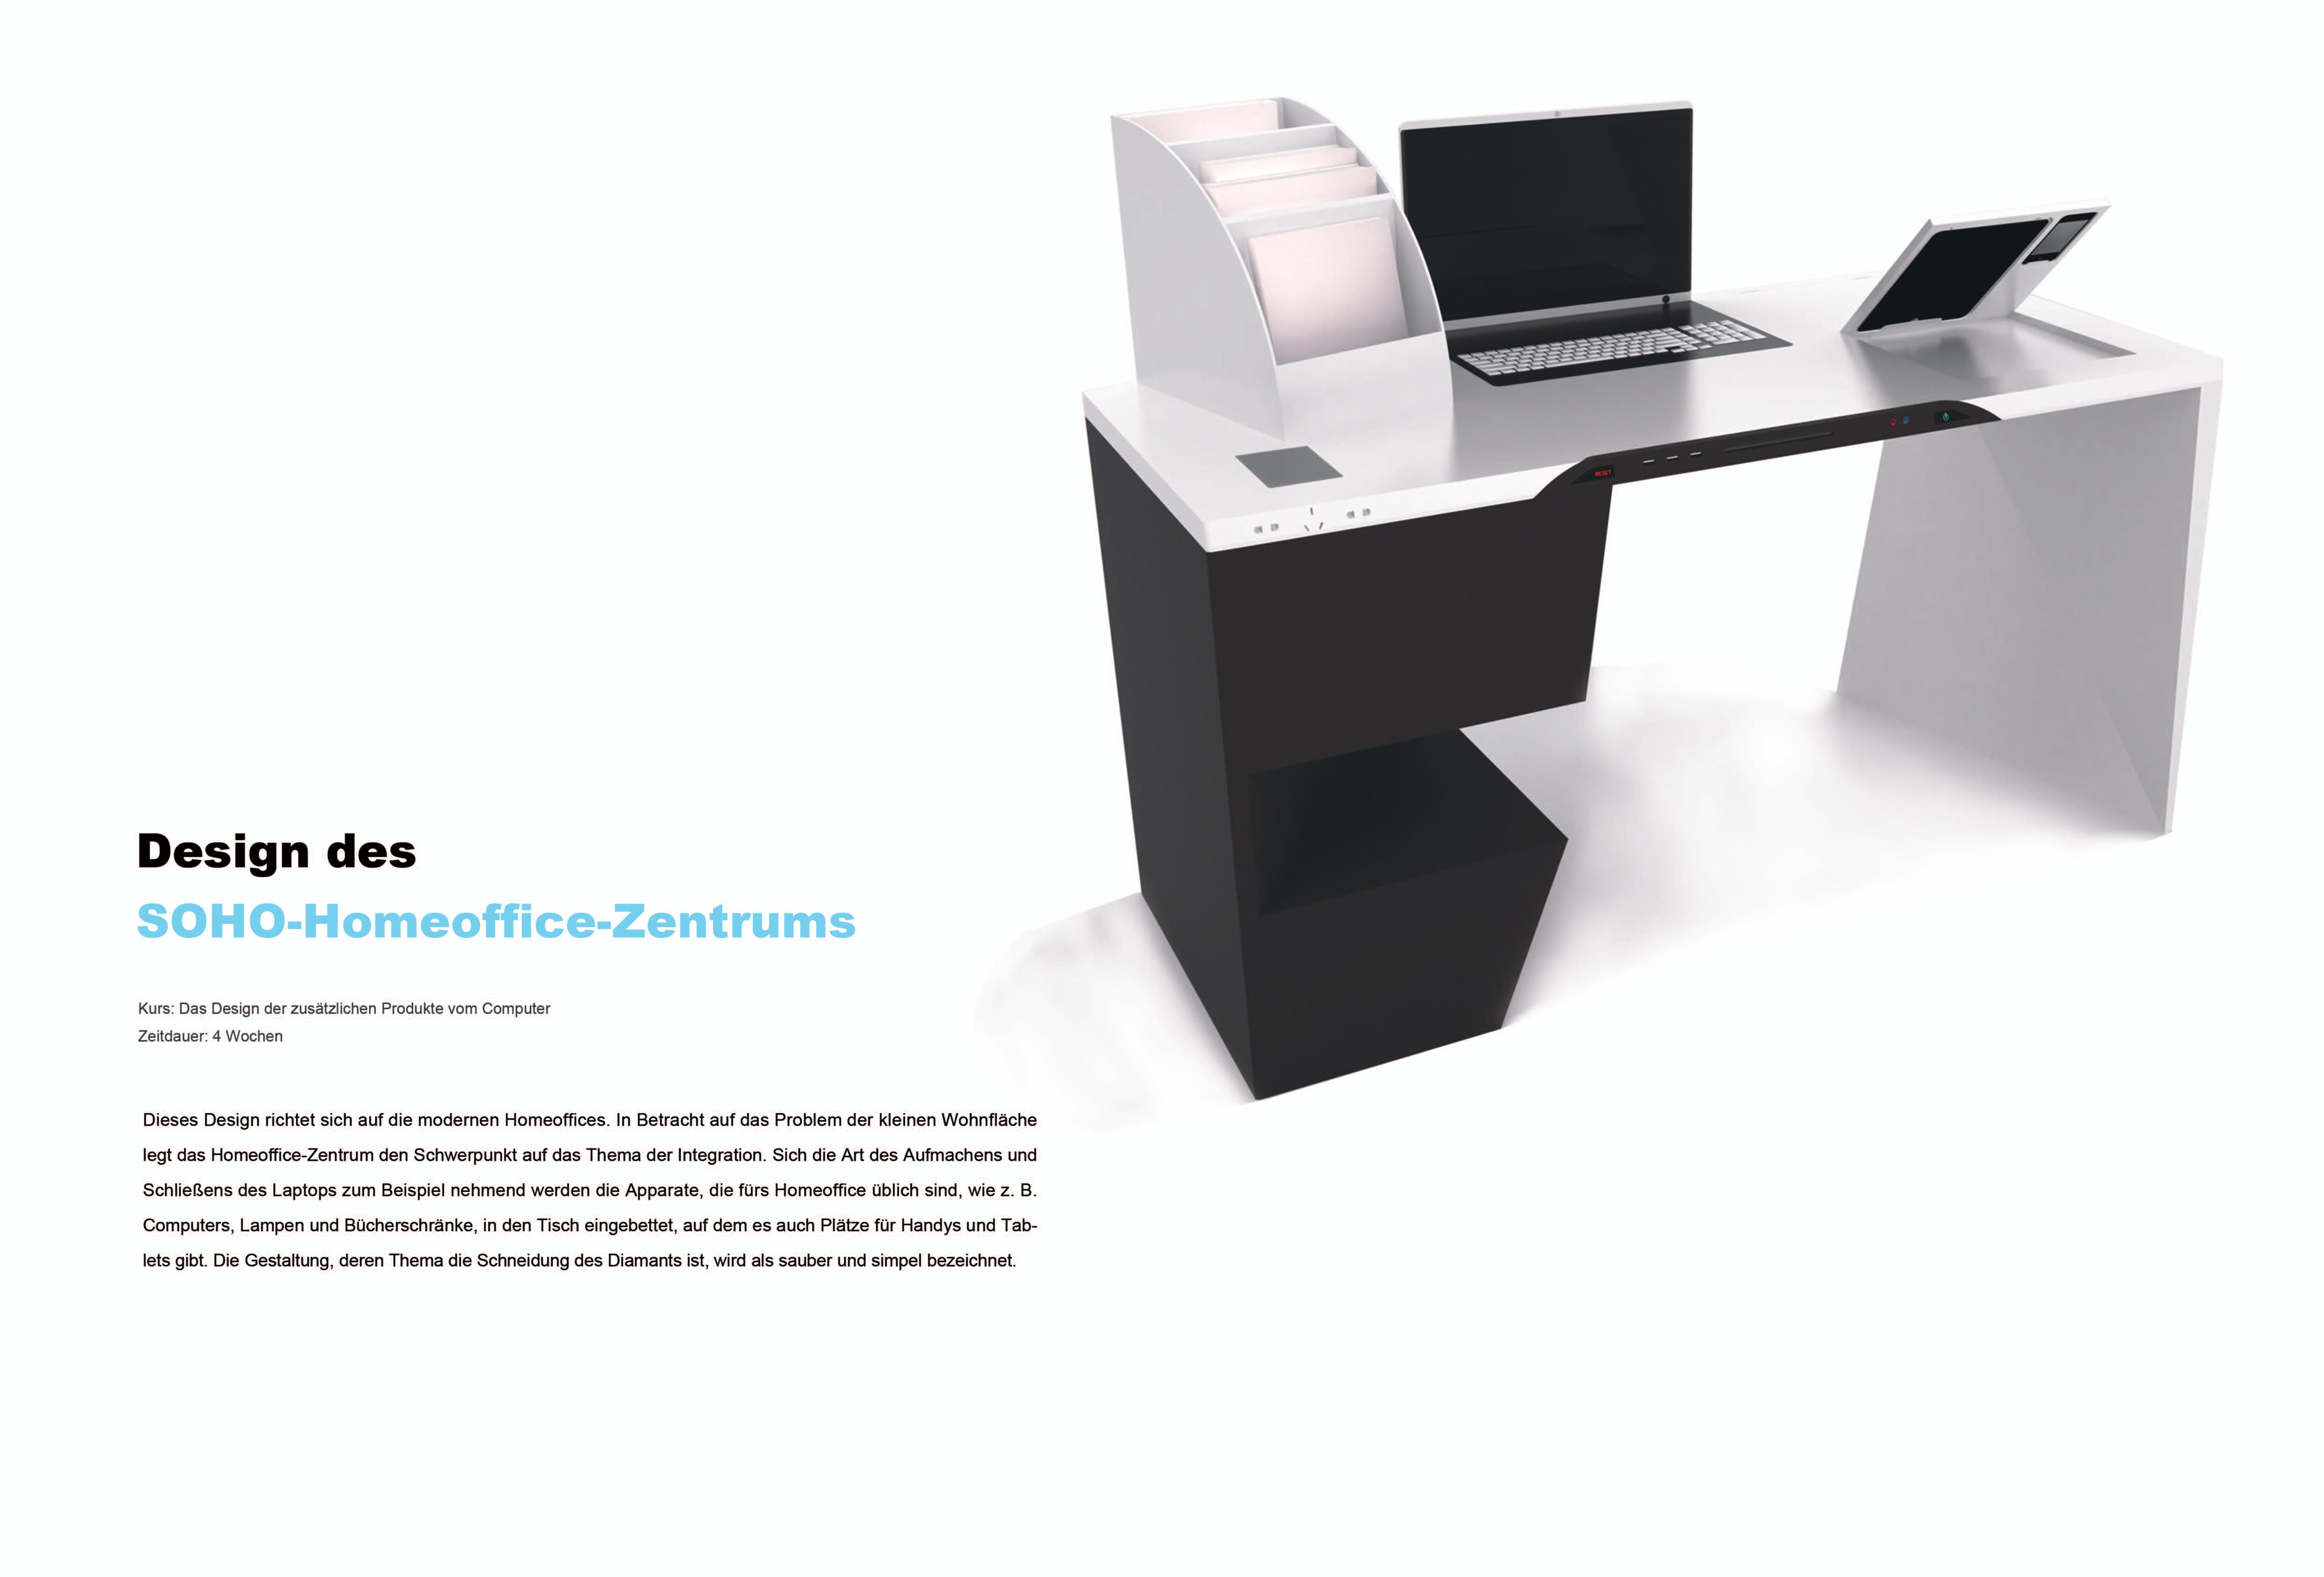 Design des
SOHO-Homeoffice-Zentrums
Kurs: Das Design der zusätzlichen Produkte vom Computer
Zeitdauer: 4 Wochen
Dieses Design richtet sich auf die modernen Homeoffices. In Betracht auf das Problem der kleinen Wohnfläche
legt das Homeoffice-Zentrum den Schwerpunkt auf das Thema der Integration. Sich die Art des Aufmachens und
Schließens des Laptops zum Beispiel nehmend werden die Apparate, die fürs Homeoffice üblich sind, wie z. B.
Computers, Lampen und Bücherschränke, in den Tisch eingebettet, auf dem es auch Plätze für Handys und Tab-
lets gibt. Die Gestaltung, deren Thema die Schneidung des Diamants ist, wird als sauber und simpel bezeichnet.
RESET